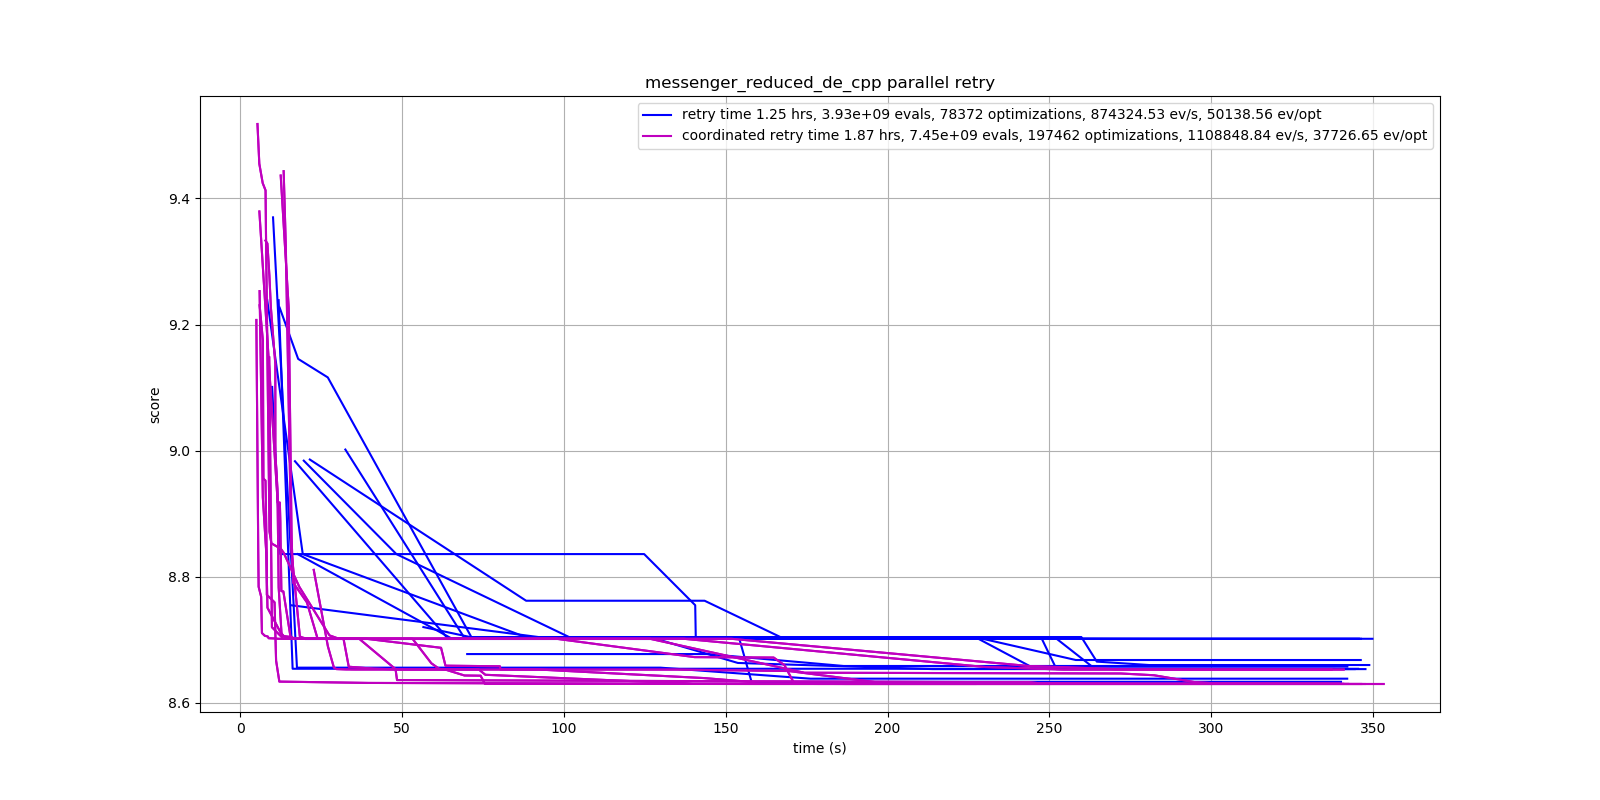 messenger_reduced_de_cpp parallel retry
retry time 1.25 hrs, 3.93e+09 evals, 78372 optimizations, 874324.53 ev/s, 50138.56 ev/opt
coordinated retry time 1.87 hrs, 7.45e+09 evals, 197462 optimizations, 1108848.84 ev/s, 37726.65 ev/opt
score
9.4
9.2
9.0
8.8
8.6
0 50 100 150 200 250 300 350
time (s)